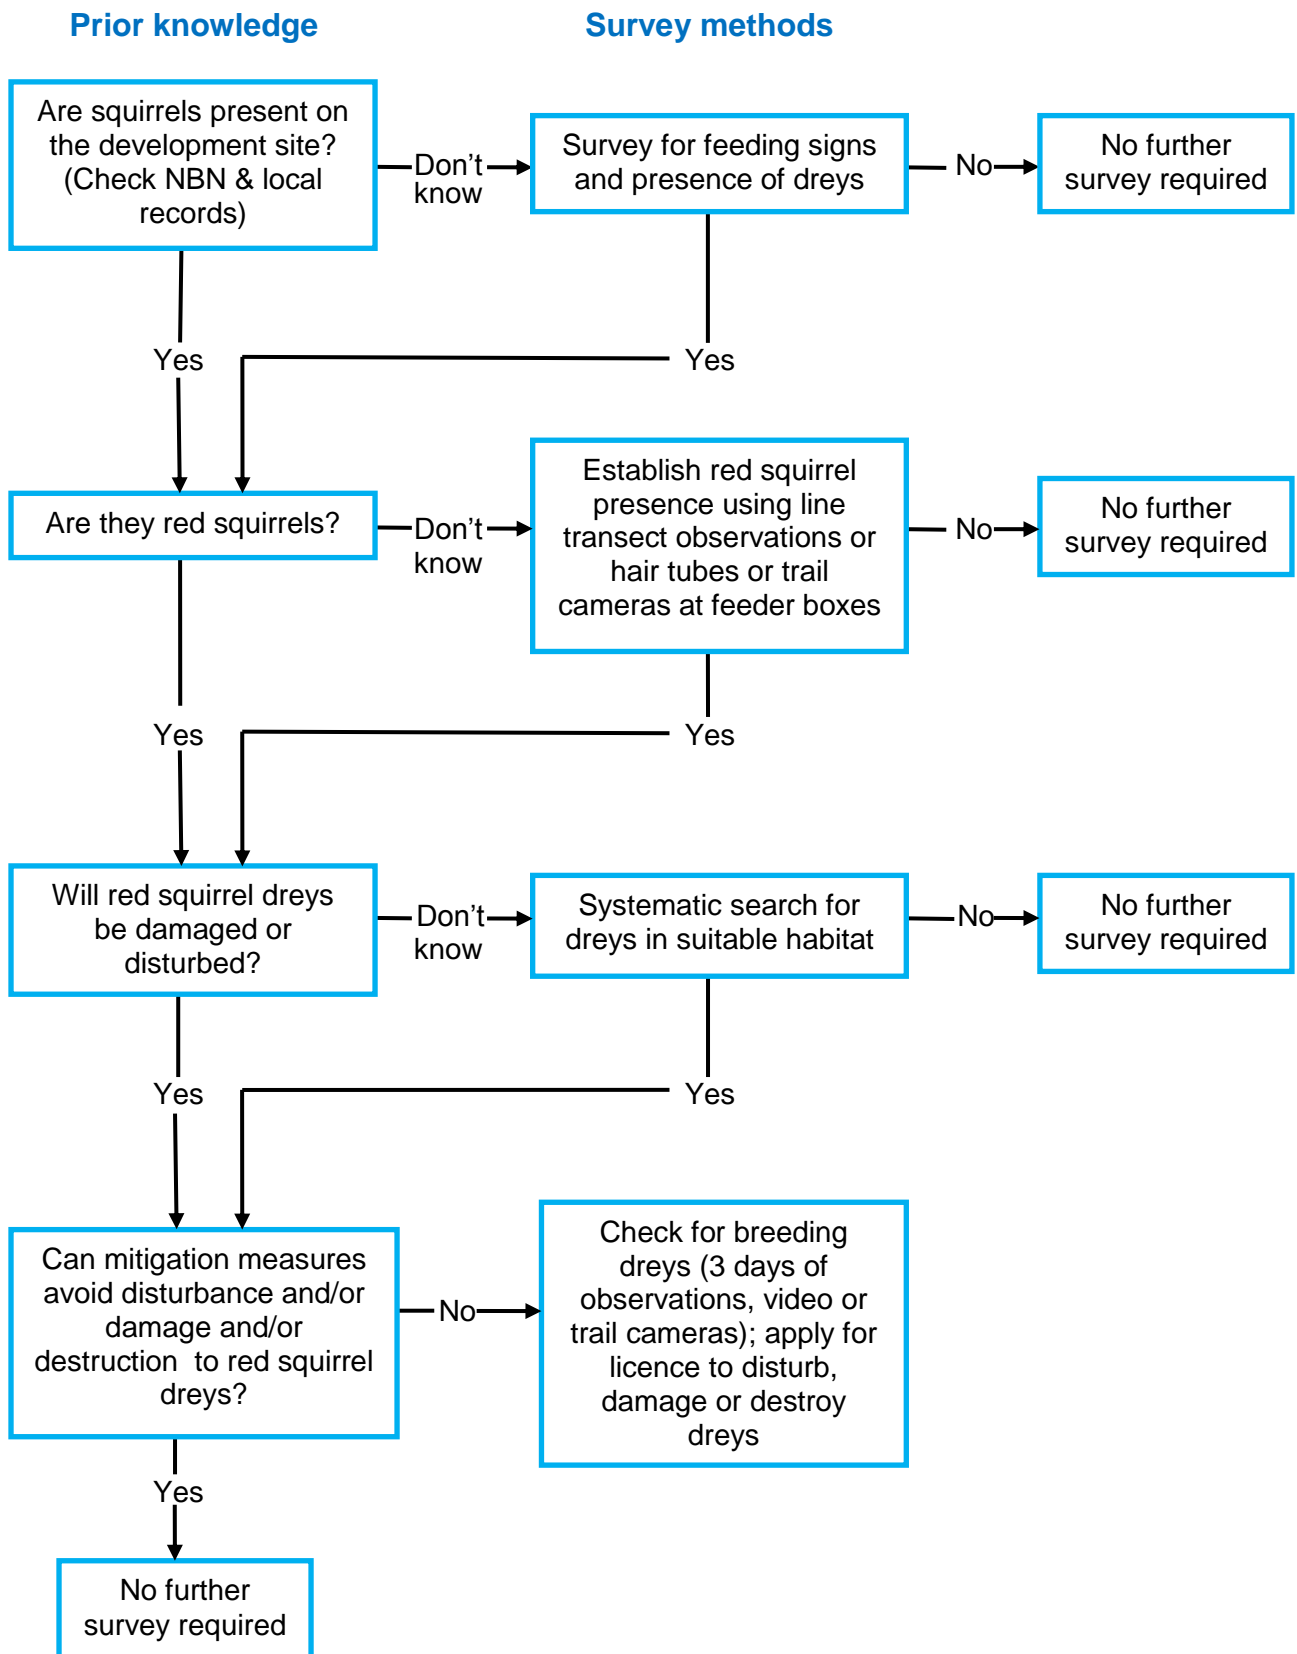 Prior knowledge
Survey methods
Are squirrels present on
the development site?
(Check NBN & local
records)
Don't
know
Survey for feeding signs
and presence of dreys
No
No further
survey required
Yes
Yes
Are they red squirrels?
Don't
know
Establish red squirrel
presence using line
transect observations or
hair tubes or trail
cameras at feeder boxes
No
No further
survey required
Yes
Yes
Will red squirrel dreys
be damaged or
disturbed?
Don't
know
Systematic search for
dreys in suitable habitat
No
No further
survey required
Yes
Yes
Can mitigation measures
avoid disturbance and/or
damage and/or
destruction to red squirrel
dreys?
No
Check for breeding
dreys (3 days of
observations, video or
trail cameras); apply for
licence to disturb,
damage or destroy
dreys
Yes
No further
survey required